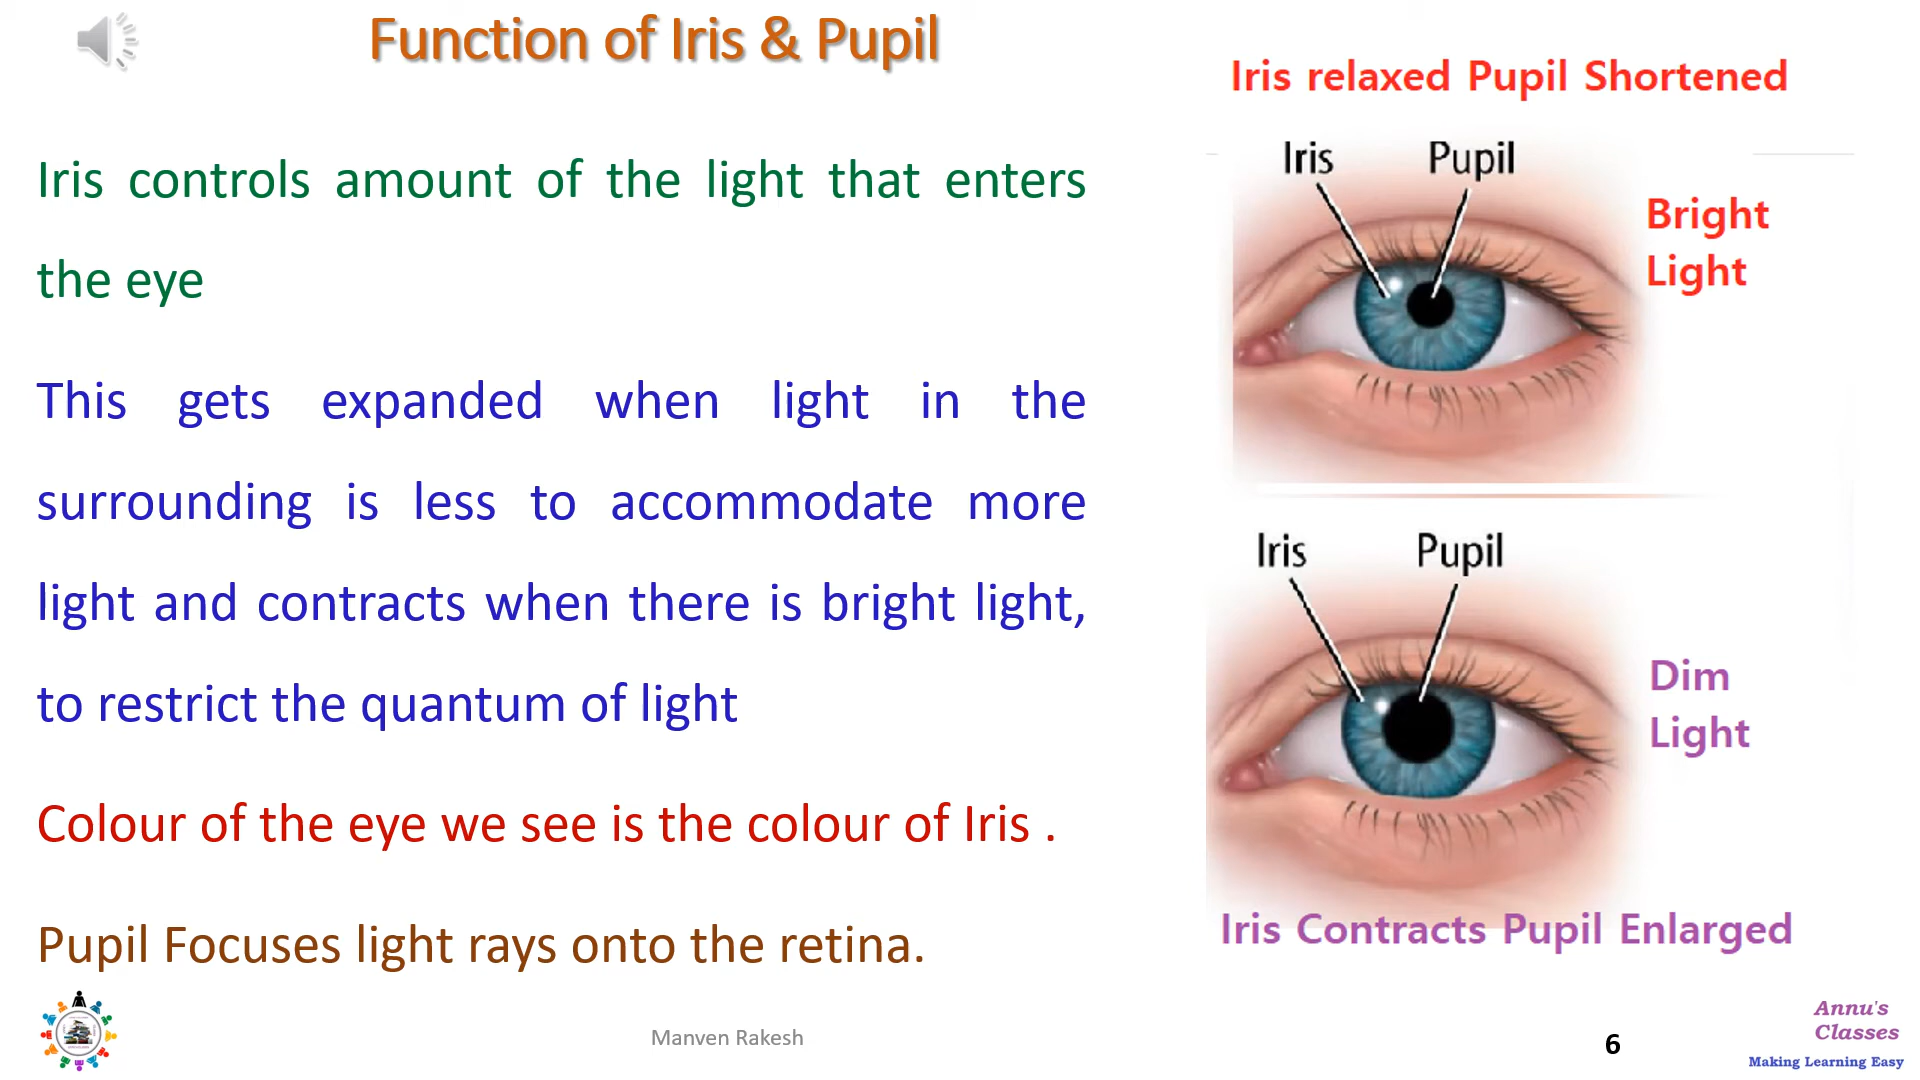 Function of Iris & Pupil
Iris controls amount of the light that enters
the eye
This gets expanded when light in the
surrounding is less to accommodate more
light and contracts when there is bright light,
to restrict the quantum of light
Colour of the eye we see is the colour of Iris .
Pupil Focuses light rays onto the retina.
Iris relaxed Pupil Shortened
Iris Pupil
Bright
Light
Iris Pupil
Dim
Light
Iris Contracts Pupil Enlarged
Manven Rakesh
6
Annu's
Classes
Making Learning Easy